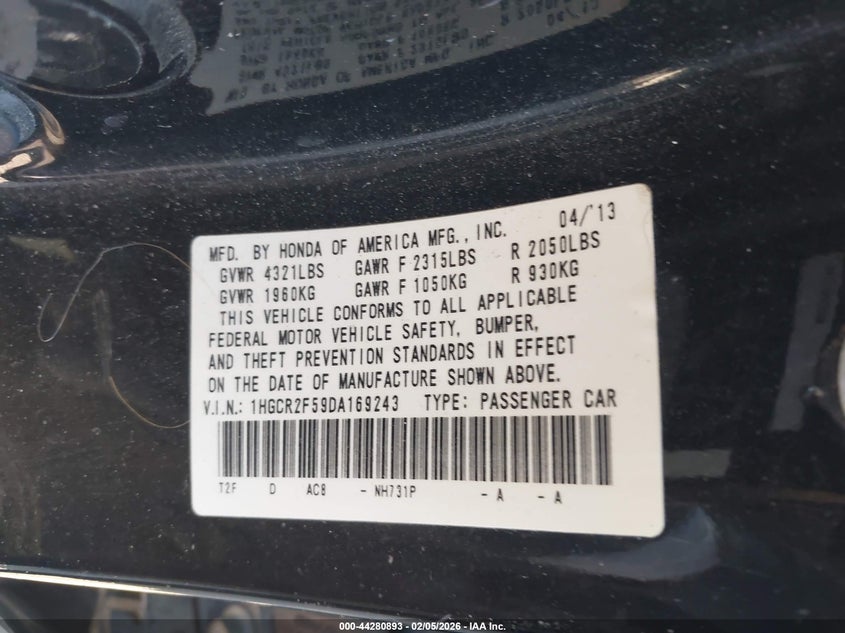 MFD. BY HONDA OF AMERICA MFG., INC. 04/'13
GVWR 4321LBS GAWR F 2315LBS R 2050LBS
GVWR 1960KG GAWR F 1050KG R 930KG
THIS VEHICLE CONFORMS TO ALL APPLICABLE
FEDERAL MOTOR VEHICLE SAFETY, BUMPER,
AND THEFT PREVENTION STANDARDS IN EFFECT
ON THE DATE OF MANUFACTURE SHOWN ABOVE.
V.I.N.: 1HGCR2F59DA169243 TYPE: PASSENGER CAR
T2F D AC8 - NH731P - A - A
000-44280893 - 02/05/2026 - IAA Inc.